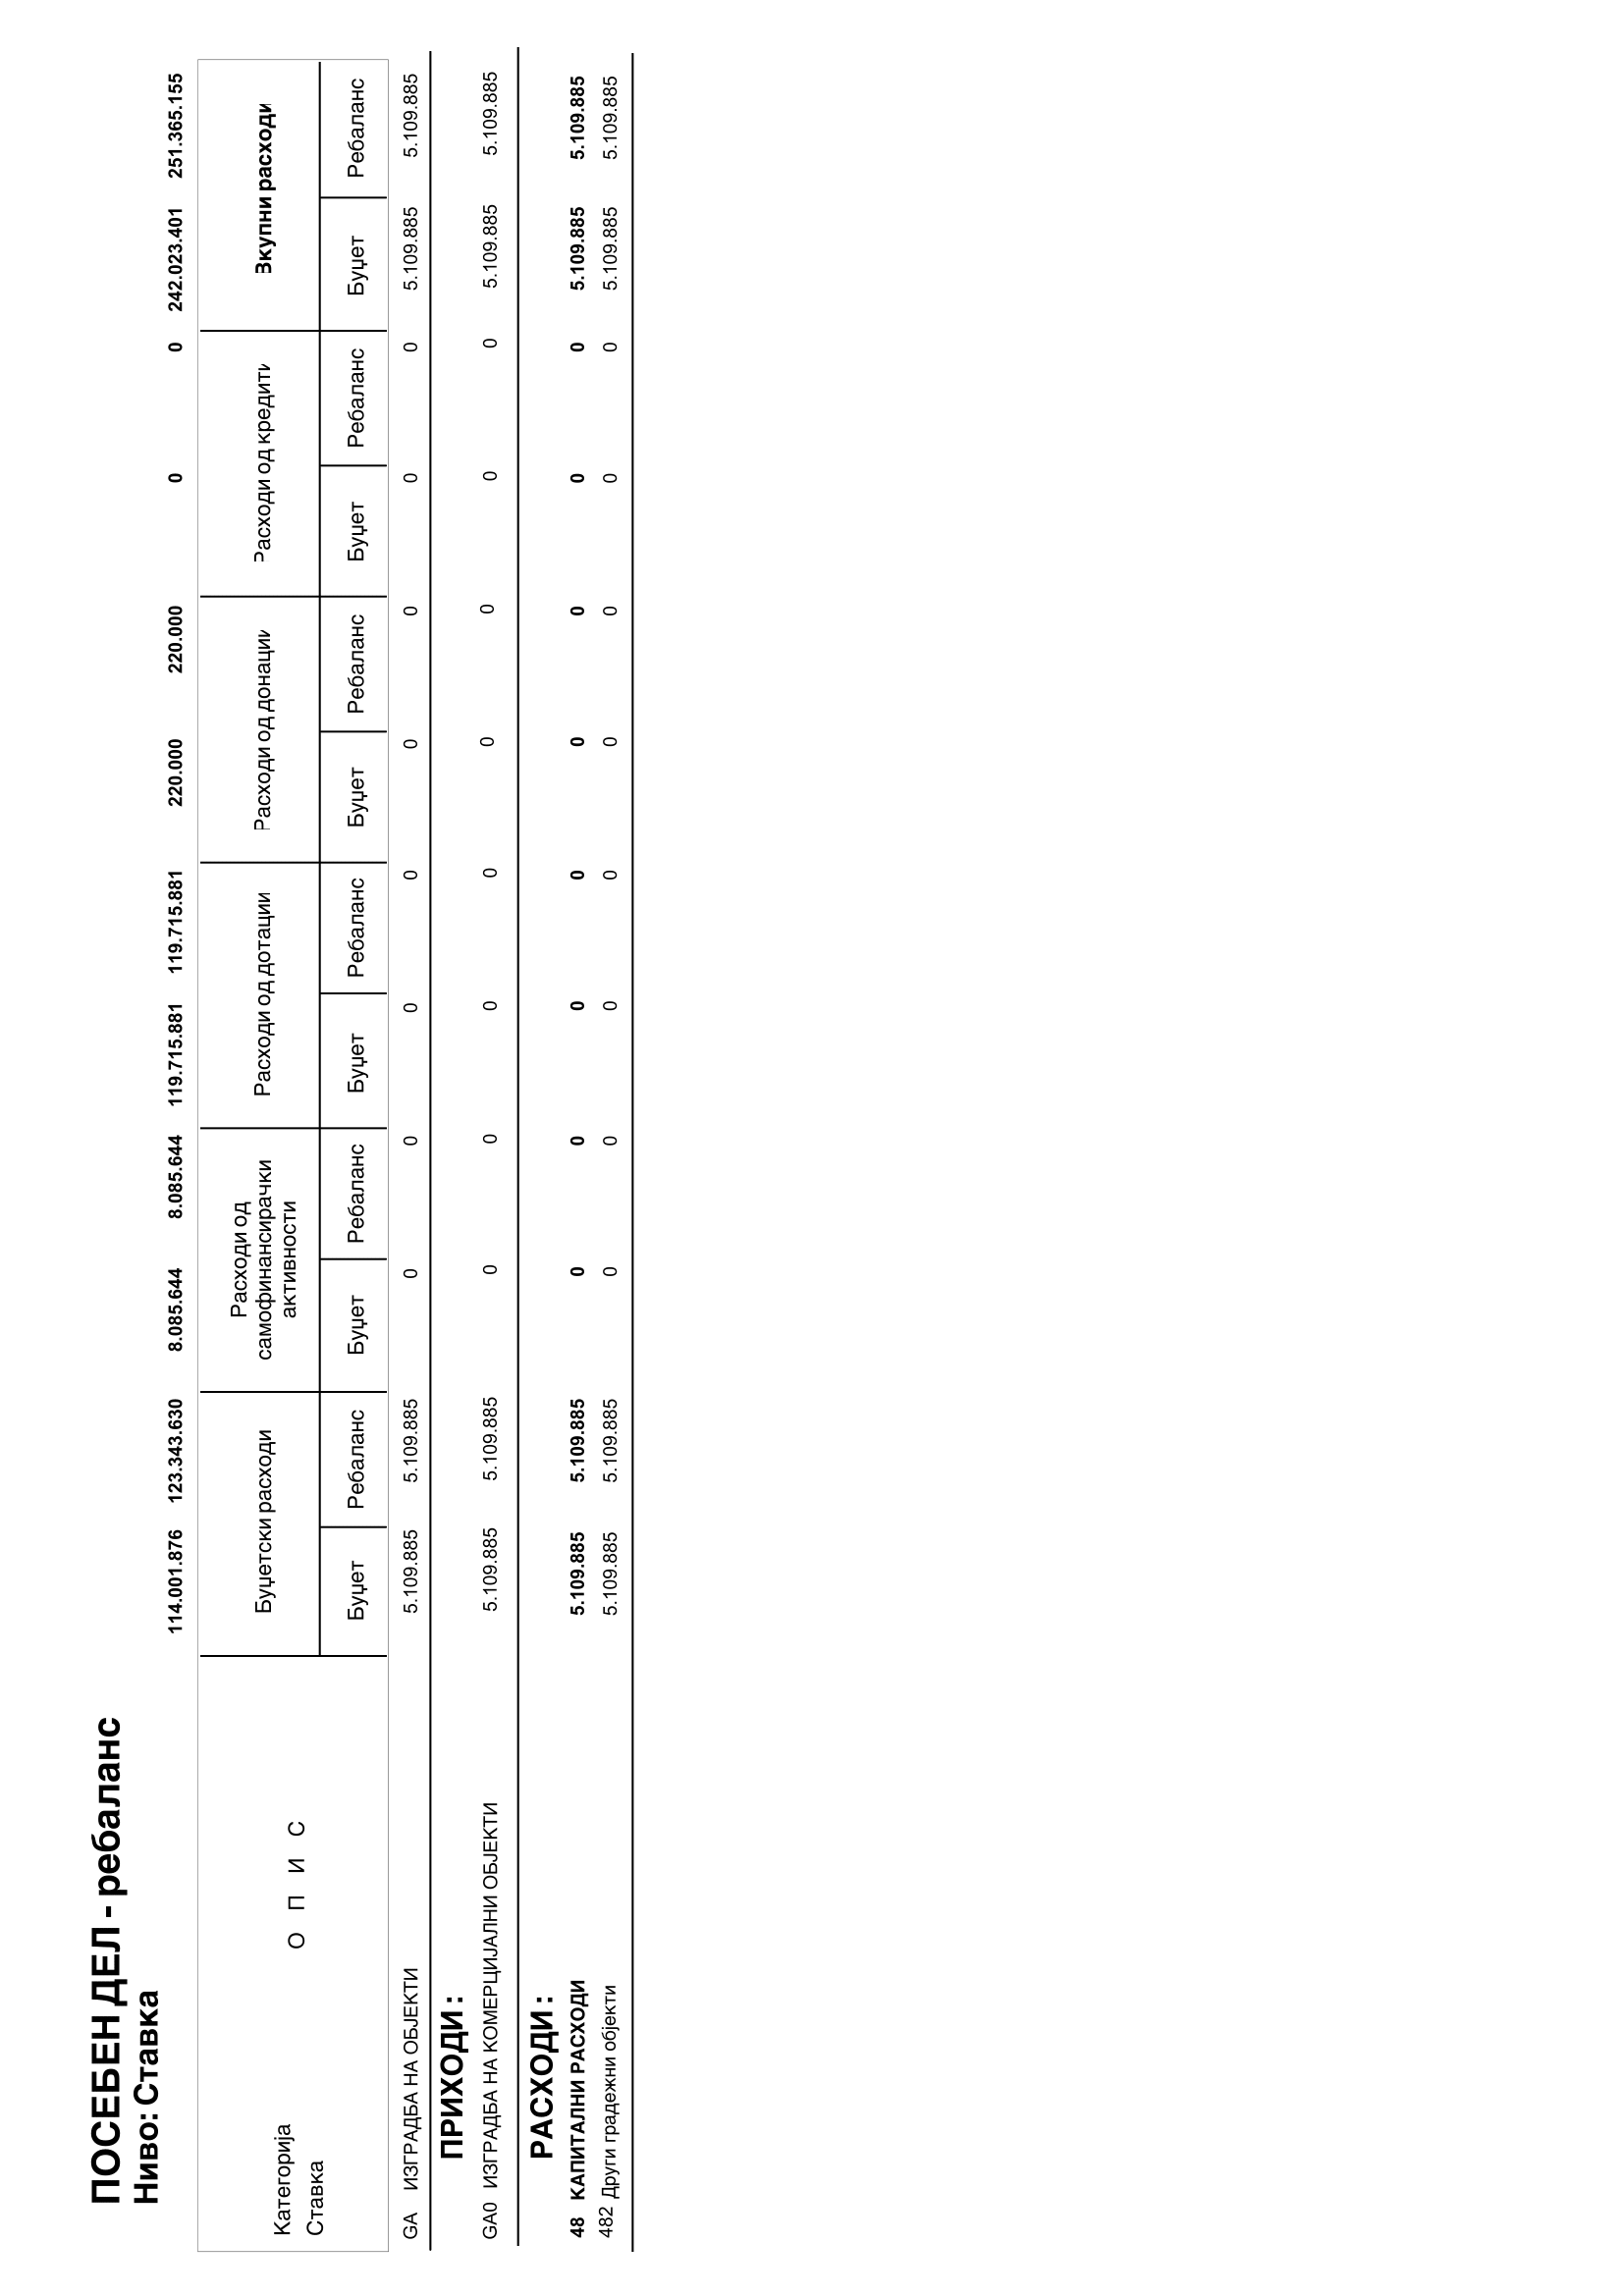 ПОСЕБЕН ДЕЛ - ребаланс
Ниво: Ставка
114.001.876 123.343.630 8.085.644 8.085.644 119.715.881 119.715.881 220.000 220.000 0 0 242.023.401 251.365.155
Категорија
Ставка
О П И С
Буџетски расходи
Расходи од
самофинансирачки
активности
Расходи од дотации
Расходи од донации
Расходи од кредити
Вкупни расходи
Буџет Ребаланс Буџет Ребаланс Буџет Ребаланс Буџет Ребаланс Буџет Ребаланс Буџет Ребаланс
GA ИЗГРАДБА НА ОБЈЕКТИ 5.109.885 5.109.885 0 0 0 0 0 0 0 0 5.109.885 5.109.885
ПРИХОДИ :
GA0 ИЗГРАДБА НА КОМЕРЦИЈАЛНИ ОБЈЕКТИ 5.109.885 5.109.885 0 0 0 0 0 0 0 0 5.109.885 5.109.885
РАСХОДИ :
48 КАПИТАЛНИ РАСХОДИ 5.109.885 5.109.885 0 0 0 0 0 0 0 0 5.109.885 5.109.885
482 Други градежни објекти 5.109.885 5.109.885 0 0 0 0 0 0 0 0 5.109.885 5.109.885